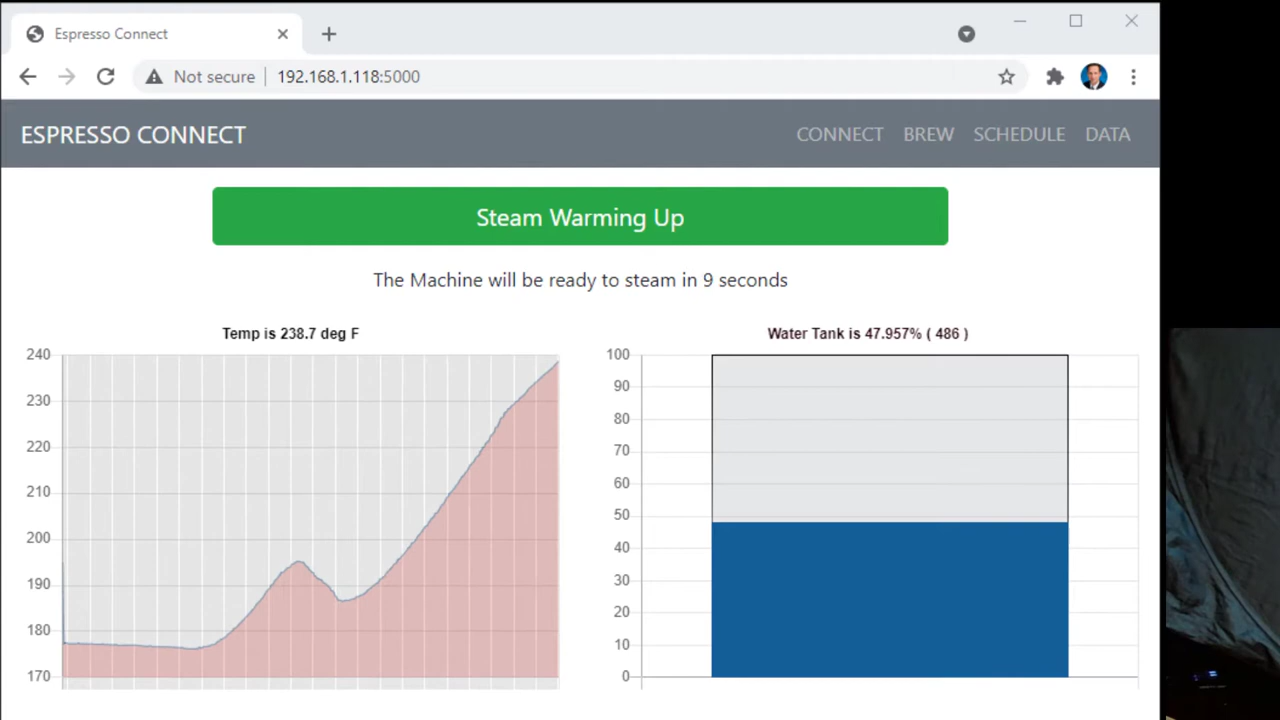 Espresso Connect
Not secure 192.168.1.118:5000
ESPRESSO CONNECT CONNECT BREW SCHEDULE DATA
Steam Warming Up
The Machine will be ready to steam in 9 seconds
Temp is 238.7 deg F
240
230
220
210
200
190
180
170
Water Tank is 47.957% ( 486 )
100
90
80
70
60
50
40
30
20
10
0